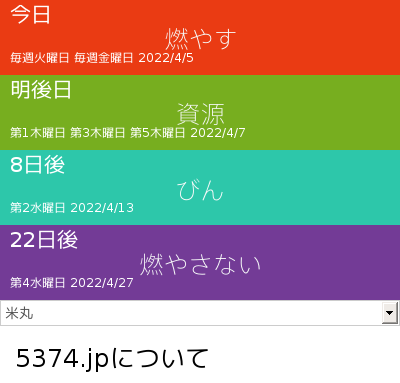 今日
燃やす
毎週火曜日 毎週金曜日 2022/4/5
明後日
資源
第1木曜日 第3木曜日 第5木曜日 2022/4/7
8日後
びん
第2水曜日 2022/4/13
22日後
燃やさない
第4水曜日 2022/4/27
米丸
5374.jpについて